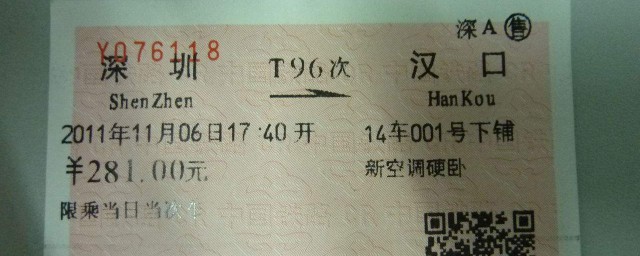 深A 售
Y076118
深圳 T96次 汉口
ShenZhen HanKou
2011年11月06日17:40开 14车001号下铺
￥281.00元 新空调硬卧
限乘当日当次车